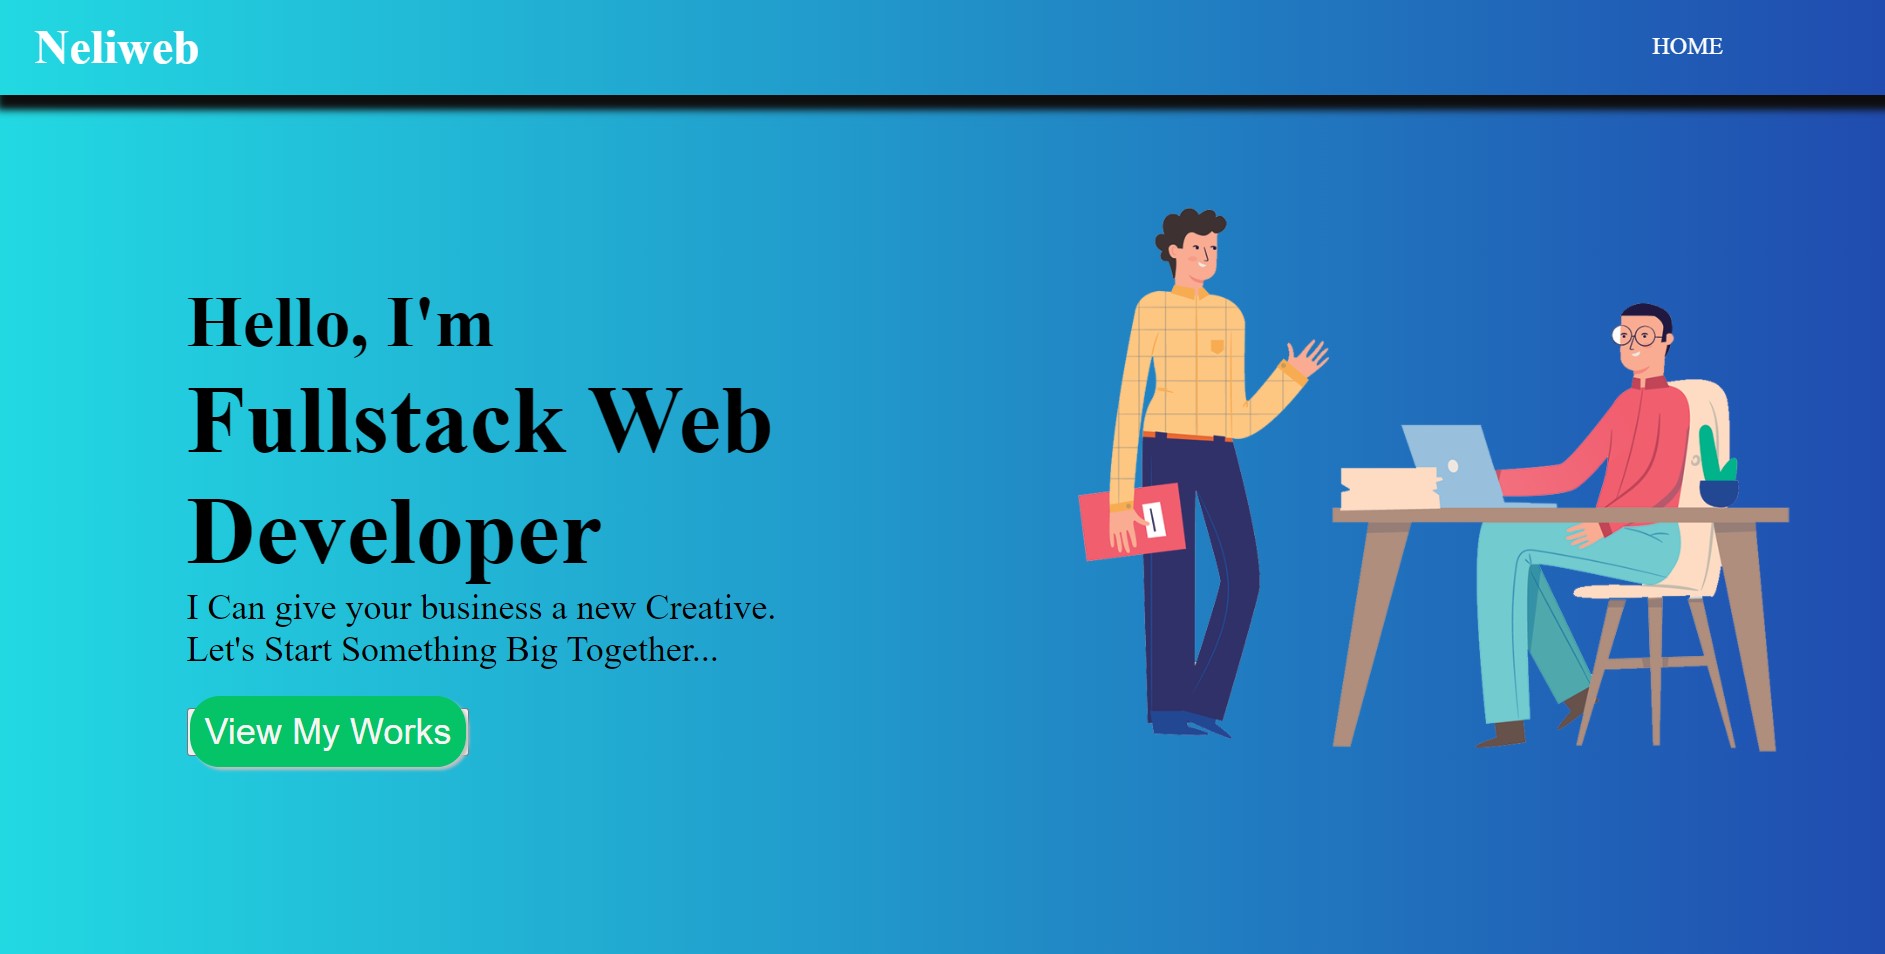 Neliweb
HOME
Hello, I'm
Fullstack Web
Developer
I Can give your business a new Creative.
Let's Start Something Big Together...
View My Works